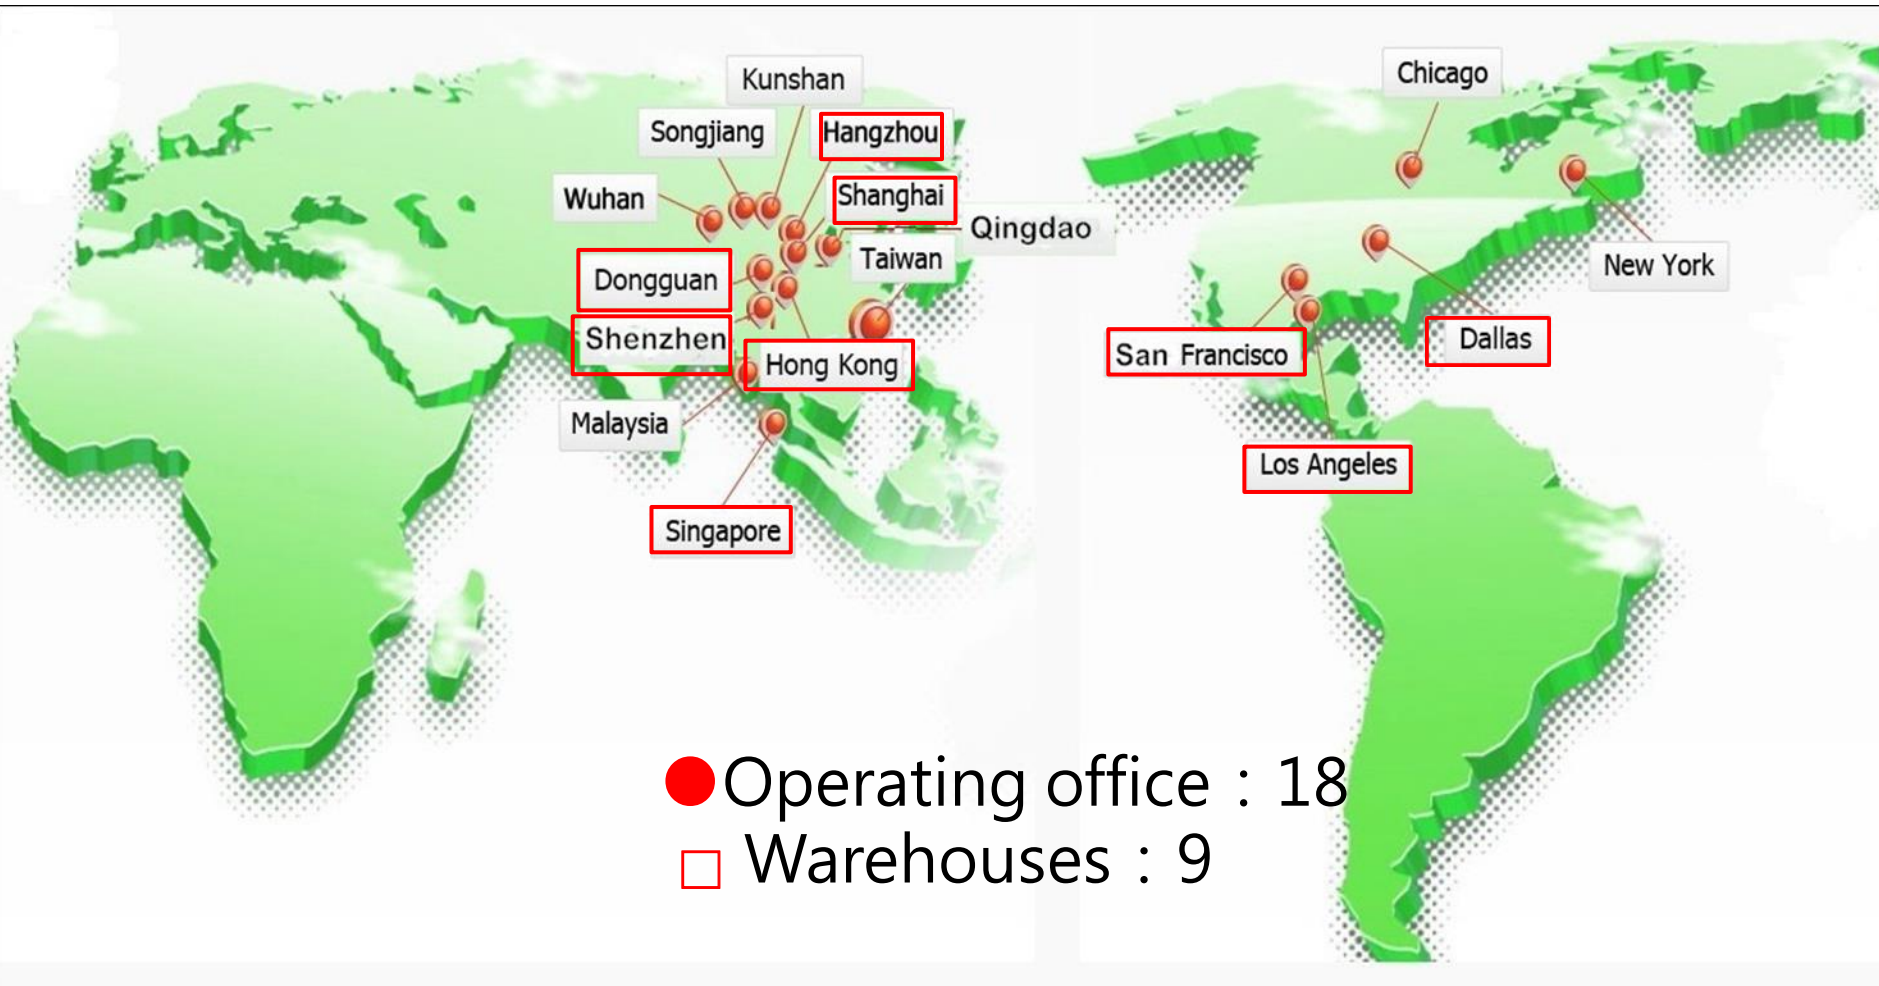 Kunshan
Chicago
Songjiang
Hangzhou
Wuhan
Shanghai
Qingdao
Taiwan
New York
Dongguan
Shenzhen
Hong Kong
San Francisco
Dallas
Malaysia
Los Angeles
Singapore
Operating office：18
Warehouses：9